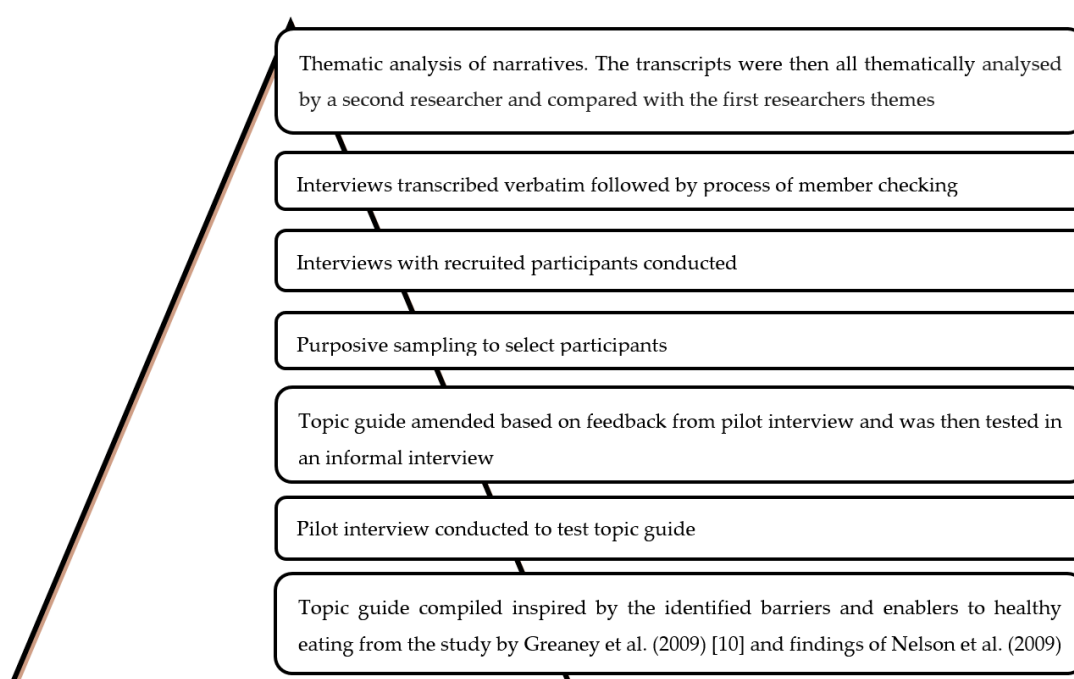 Thematic analysis of narratives. The transcripts were then all thematically analysed
by a second researcher and compared with the first researchers themes
Interviews transcribed verbatim followed by process of member checking
Interviews with recruited participants conducted
Purposive sampling to select participants
Topic guide amended based on feedback from pilot interview and was then tested in
an informal interview
Pilot interview conducted to test topic guide
Topic guide compiled inspired by the identified barriers and enablers to healthy
eating from the study by Greaney et al. (2009) [10] and findings of Nelson et al. (2009)